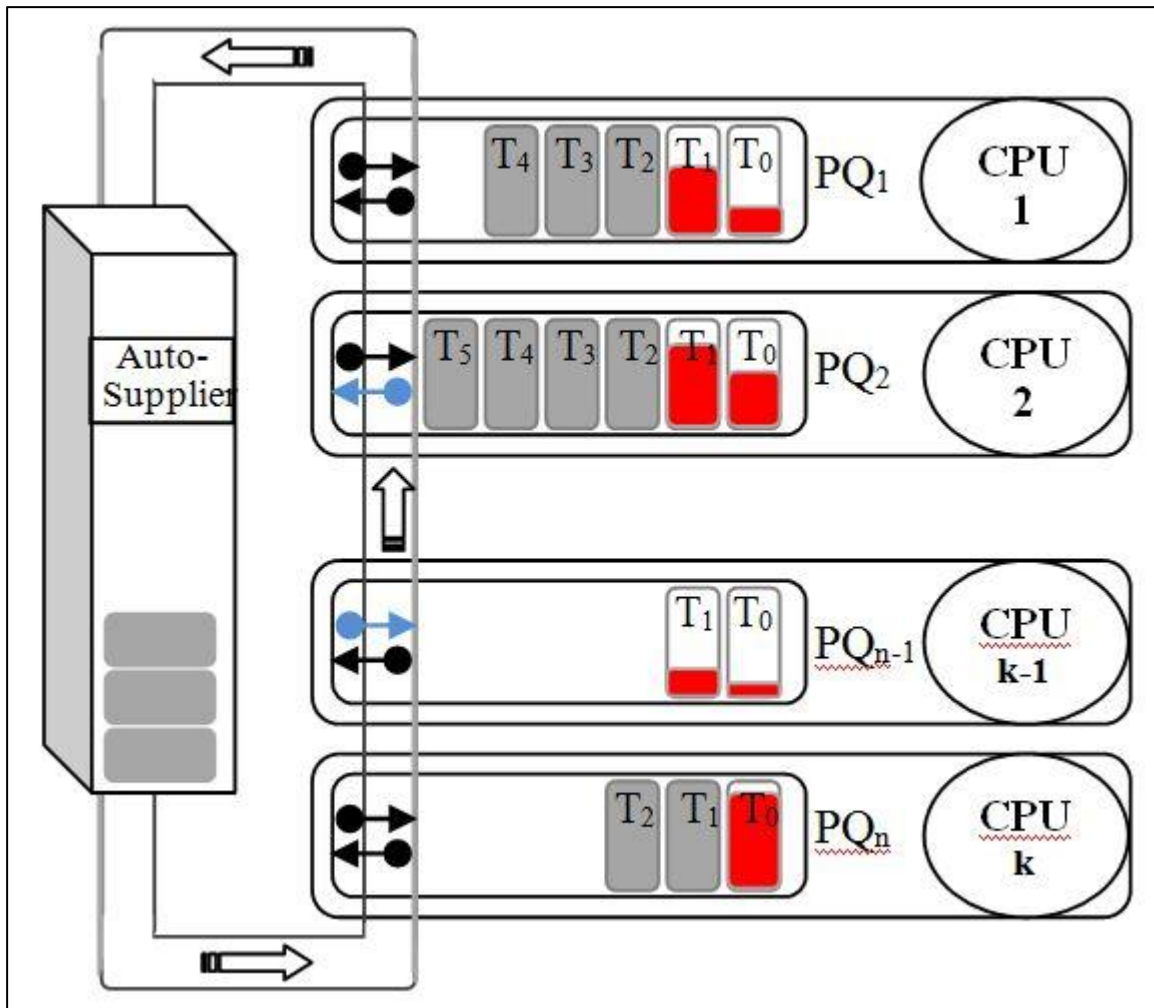 T4 T3 T2 T1 T0 PQ1 CPU
1
Auto-
Supplier
T5 T4 T3 T2 T1 T0 PQ2 CPU
2
T1 T0 PQn-1 CPU
k-1
T2 T1 T0 PQn CPU
k